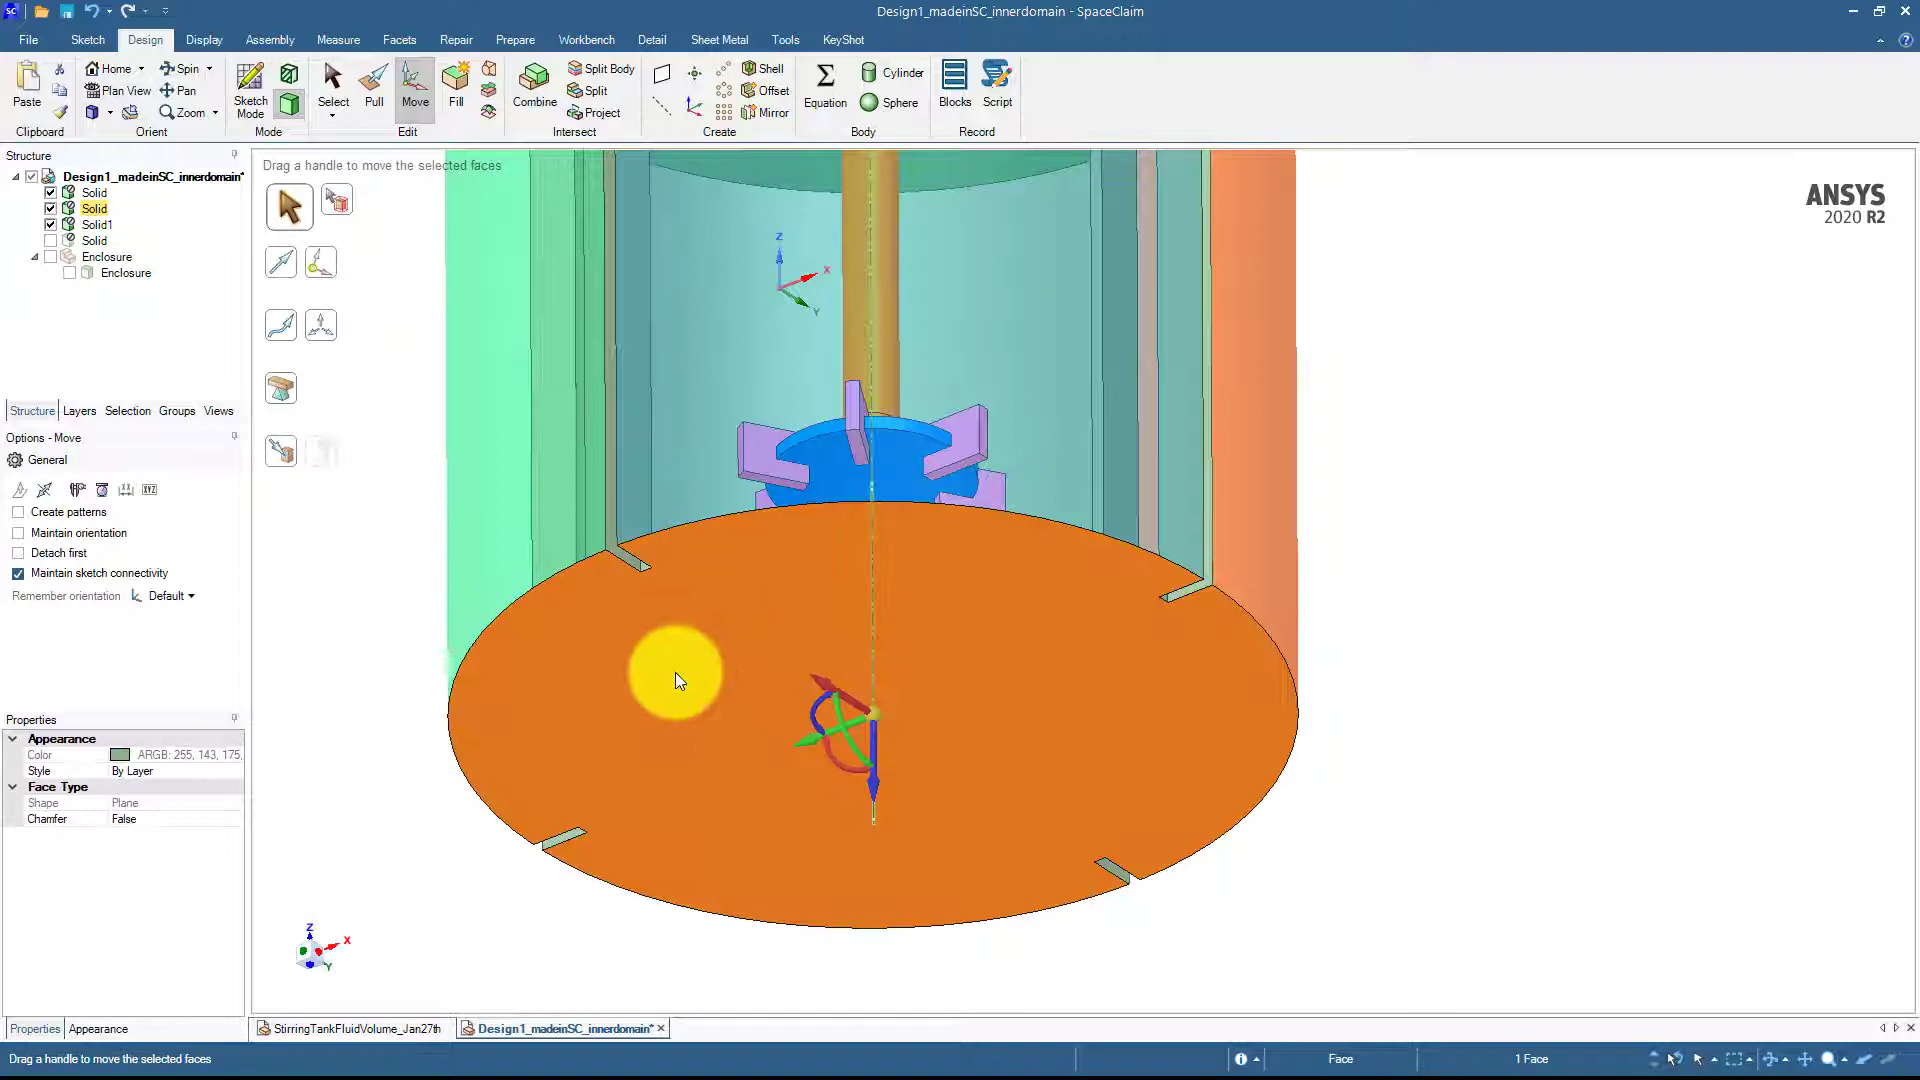 Design1_madeinSC_innerdomain - SpaceClaim
File Sketch Design Display Assembly Measure Facets Repair Prepare Workbench Detail Sheet Metal Tools KeyShot
Home Spin
Plan View Pan
Zoom
Paste
Sketch Mode
Select Pull Move Fill
Combine
Split Body
Split
Project
Shell
Offset
Mirror
Equation
Cylinder
Sphere
Blocks Script
Clipboard Orient Mode Edit Intersect Create Body Record
Structure
Design1_madeinSC_innerdomain*
Solid
Solid
Solid1
Solid
Enclosure
Enclosure
Structure Layers Selection Groups Views
Options - Move
General
XYZ
Create patterns
Maintain orientation
Detach first
Maintain sketch connectivity
Remember orientation Default
Properties
Appearance
Color ARGB: 255, 143, 175,
Style By Layer
Face Type
Shape Plane
Chamfer False
Properties Appearance
Drag a handle to move the selected faces
ANSYS
2020 R2
Z
X
Y
Z
X
Y
StirringTankFluidVolume_Jan27th Design1_madeinSC_innerdomain*
Drag a handle to move the selected faces Face 1 Face